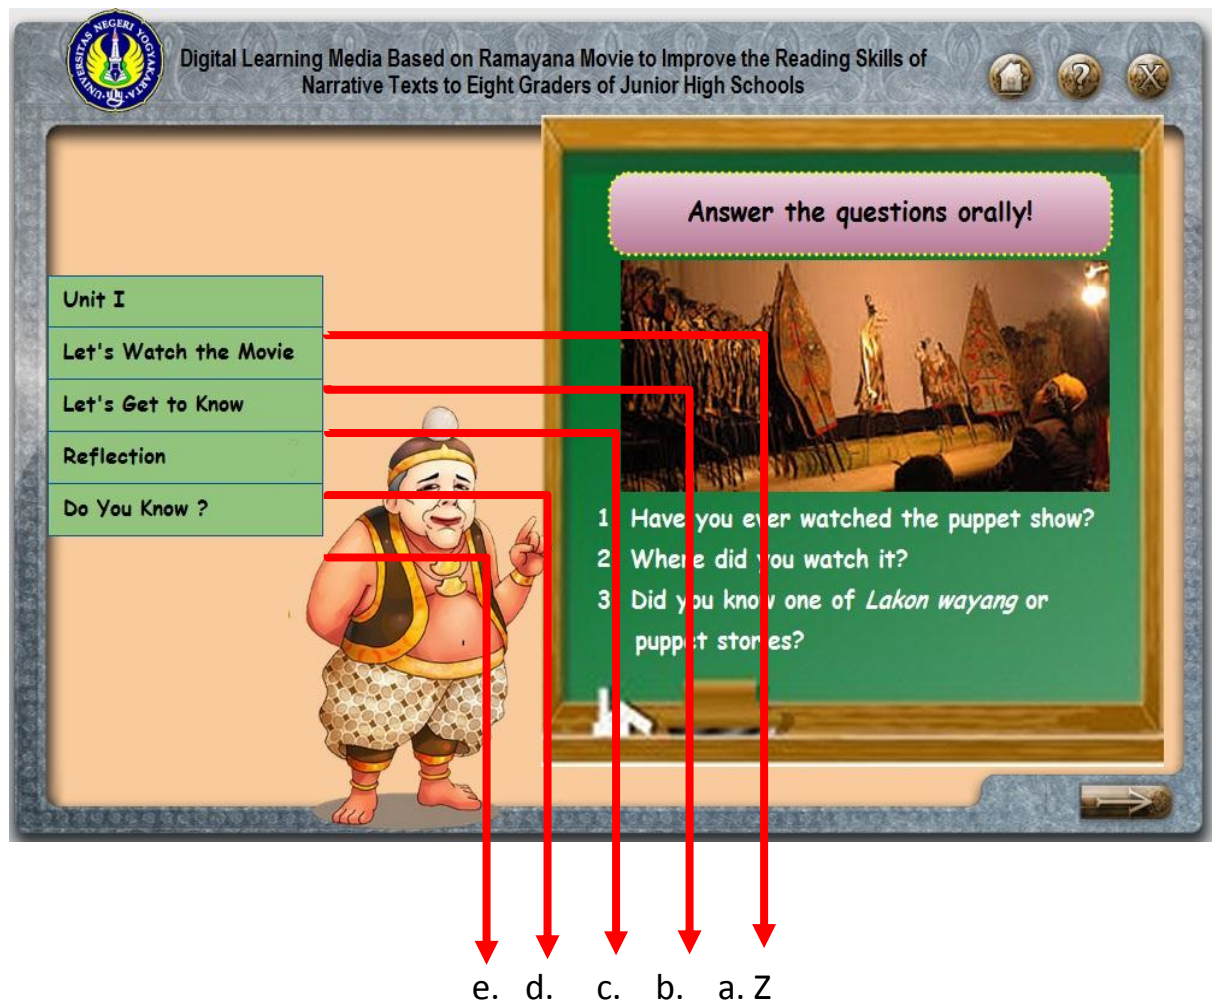 UNIVERSITAS NEGERI YOGYAKARTA
Digital Learning Media Based on Ramayana Movie to Improve the Reading Skills of
Narrative Texts to Eight Graders of Junior High Schools
?
X
Unit I
Let's Watch the Movie
Let's Get to Know
Reflection
Do You Know ?
Answer the questions orally!
1 Have you ever watched the puppet show?
2 Where did you watch it?
3 Did you know one of Lakon wayang or
puppet stories?
e. d. c. b. a. Z